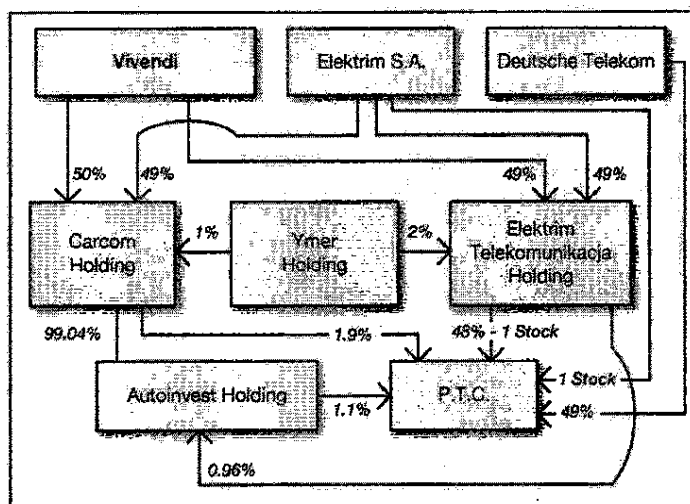 Vivendi
Elektrim S.A.
Deutsche Telekom
50%
49%
49%
49%
Carcom
Holding
1%
Ymer
Holding
2%
Elektrim
Telekomunikacja
Holding
99.04%
1.9%
48% - 1 Stock
Autoinvest Holding
1.1%
P.T.C.
1 Stock
49%
0.96%